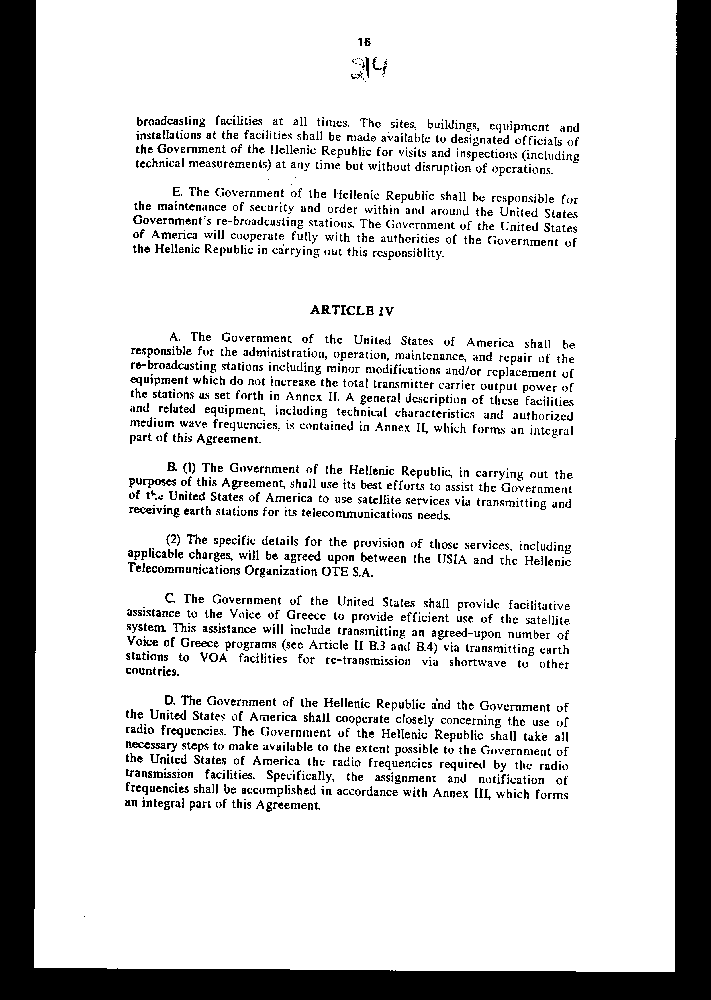 16
214
broadcasting facilities at all times. The sites, buildings, equipment and
installations at the facilities shall be made available to designated officials of
the Government of the Hellenic Republic for visits and inspections (including
technical measurements) at any time but without disruption of operations.
E. The Government of the Hellenic Republic shall be responsible for
the maintenance of security and order within and around the United States
Government's re-broadcasting stations. The Government of the United States
of America will cooperate fully with the authorities of the Government of
the Hellenic Republic in carrying out this responsiblity.
ARTICLE IV
A. The Government of the United States of America shall be
responsible for the administration, operation, maintenance, and repair of the
re-broadcasting stations including minor modifications and/or replacement of
equipment which do not increase the total transmitter carrier output power of
the stations as set forth in Annex II. A general description of these facilities
and related equipment, including technical characteristics and authorized
medium wave frequencies, is contained in Annex II, which forms an integral
part of this Agreement.
B. (1) The Government of the Hellenic Republic, in carrying out the
purposes of this Agreement, shall use its best efforts to assist the Government
of the United States of America to use satellite services via transmitting and
receiving earth stations for its telecommunications needs.
(2) The specific details for the provision of those services, including
applicable charges, will be agreed upon between the USIA and the Hellenic
Telecommunications Organization OTE S.A.
C. The Government of the United States shall provide facilitative
assistance to the Voice of Greece to provide efficient use of the satellite
system. This assistance will include transmitting an agreed-upon number of
Voice of Greece programs (see Article II B.3 and B.4) via transmitting earth
stations to VOA facilities for re-transmission via shortwave to other
countries.
D. The Government of the Hellenic Republic and the Government of
the United States of America shall cooperate closely concerning the use of
radio frequencies. The Government of the Hellenic Republic shall take all
necessary steps to make available to the extent possible to the Government of
the United States of America the radio frequencies required by the radio
transmission facilities. Specifically, the assignment and notification of
frequencies shall be accomplished in accordance with Annex III, which forms
an integral part of this Agreement.